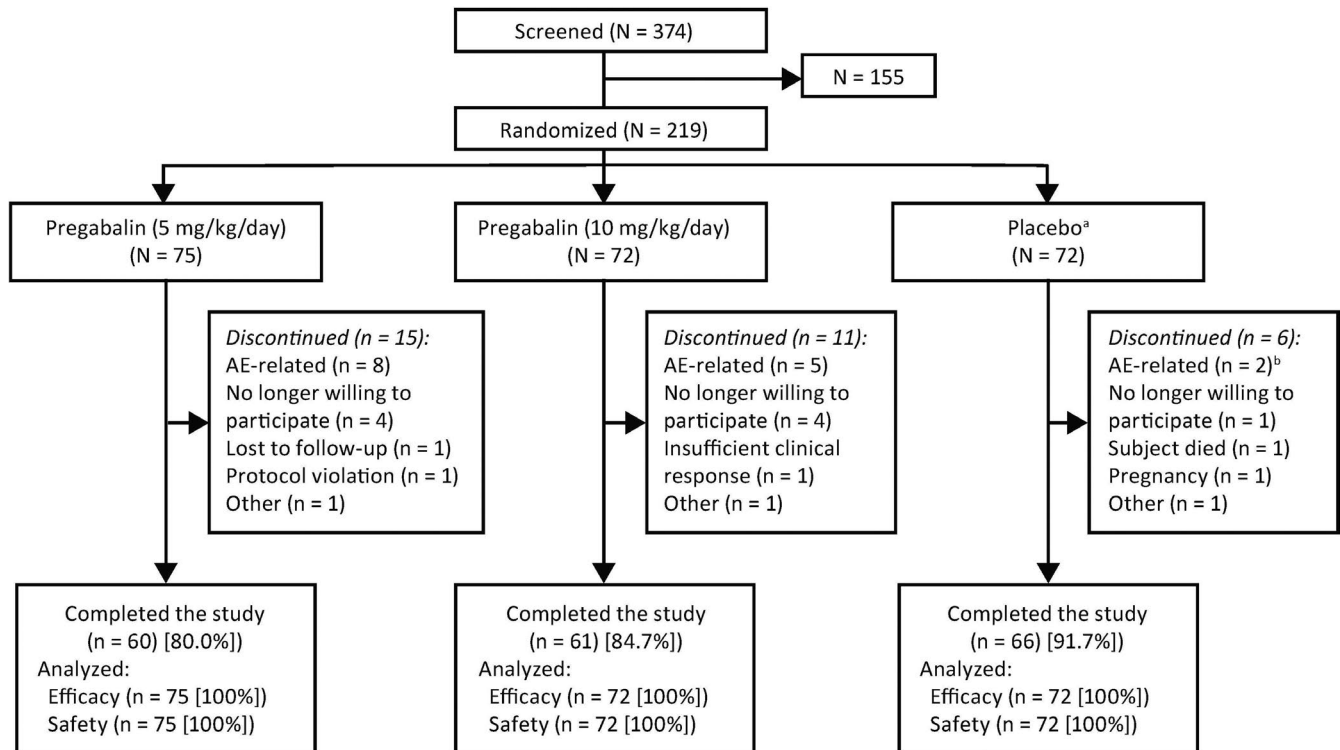 Screened (N = 374)
N = 155
Randomized (N = 219)
Pregabalin (5 mg/kg/day)
(N = 75)
Pregabalin (10 mg/kg/day)
(N = 72)
Placeboᵃ
(N = 72)
Discontinued (n = 15):
AE-related (n = 8)
No longer willing to
participate (n = 4)
Lost to follow-up (n = 1)
Protocol violation (n = 1)
Other (n = 1)
Discontinued (n = 11):
AE-related (n = 5)
No longer willing to
participate (n = 4)
Insufficient clinical
response (n = 1)
Other (n = 1)
Discontinued (n = 6):
AE-related (n = 2)ᵇ
No longer willing to
participate (n = 1)
Subject died (n = 1)
Pregnancy (n = 1)
Other (n = 1)
Completed the study
(n = 60) [80.0%])
Analyzed:
Efficacy (n = 75 [100%])
Safety (n = 75 [100%])
Completed the study
(n = 61) [84.7%])
Analyzed:
Efficacy (n = 72 [100%])
Safety (n = 72 [100%])
Completed the study
(n = 66) [91.7%])
Analyzed:
Efficacy (n = 72 [100%])
Safety (n = 72 [100%])